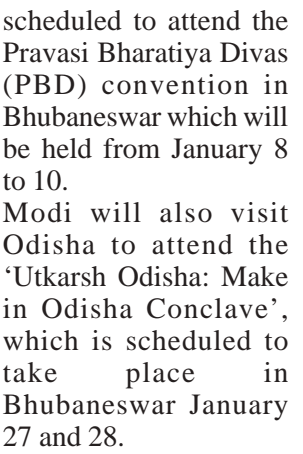 scheduled to attend the
Pravasi Bharatiya Divas
(PBD) convention in
Bhubaneswar which will
be held from January 8
to 10.
Modi will also visit
Odisha to attend the
‘Utkarsh Odisha: Make
in Odisha Conclave’,
which is scheduled to
take place in
Bhubaneswar January
27 and 28.